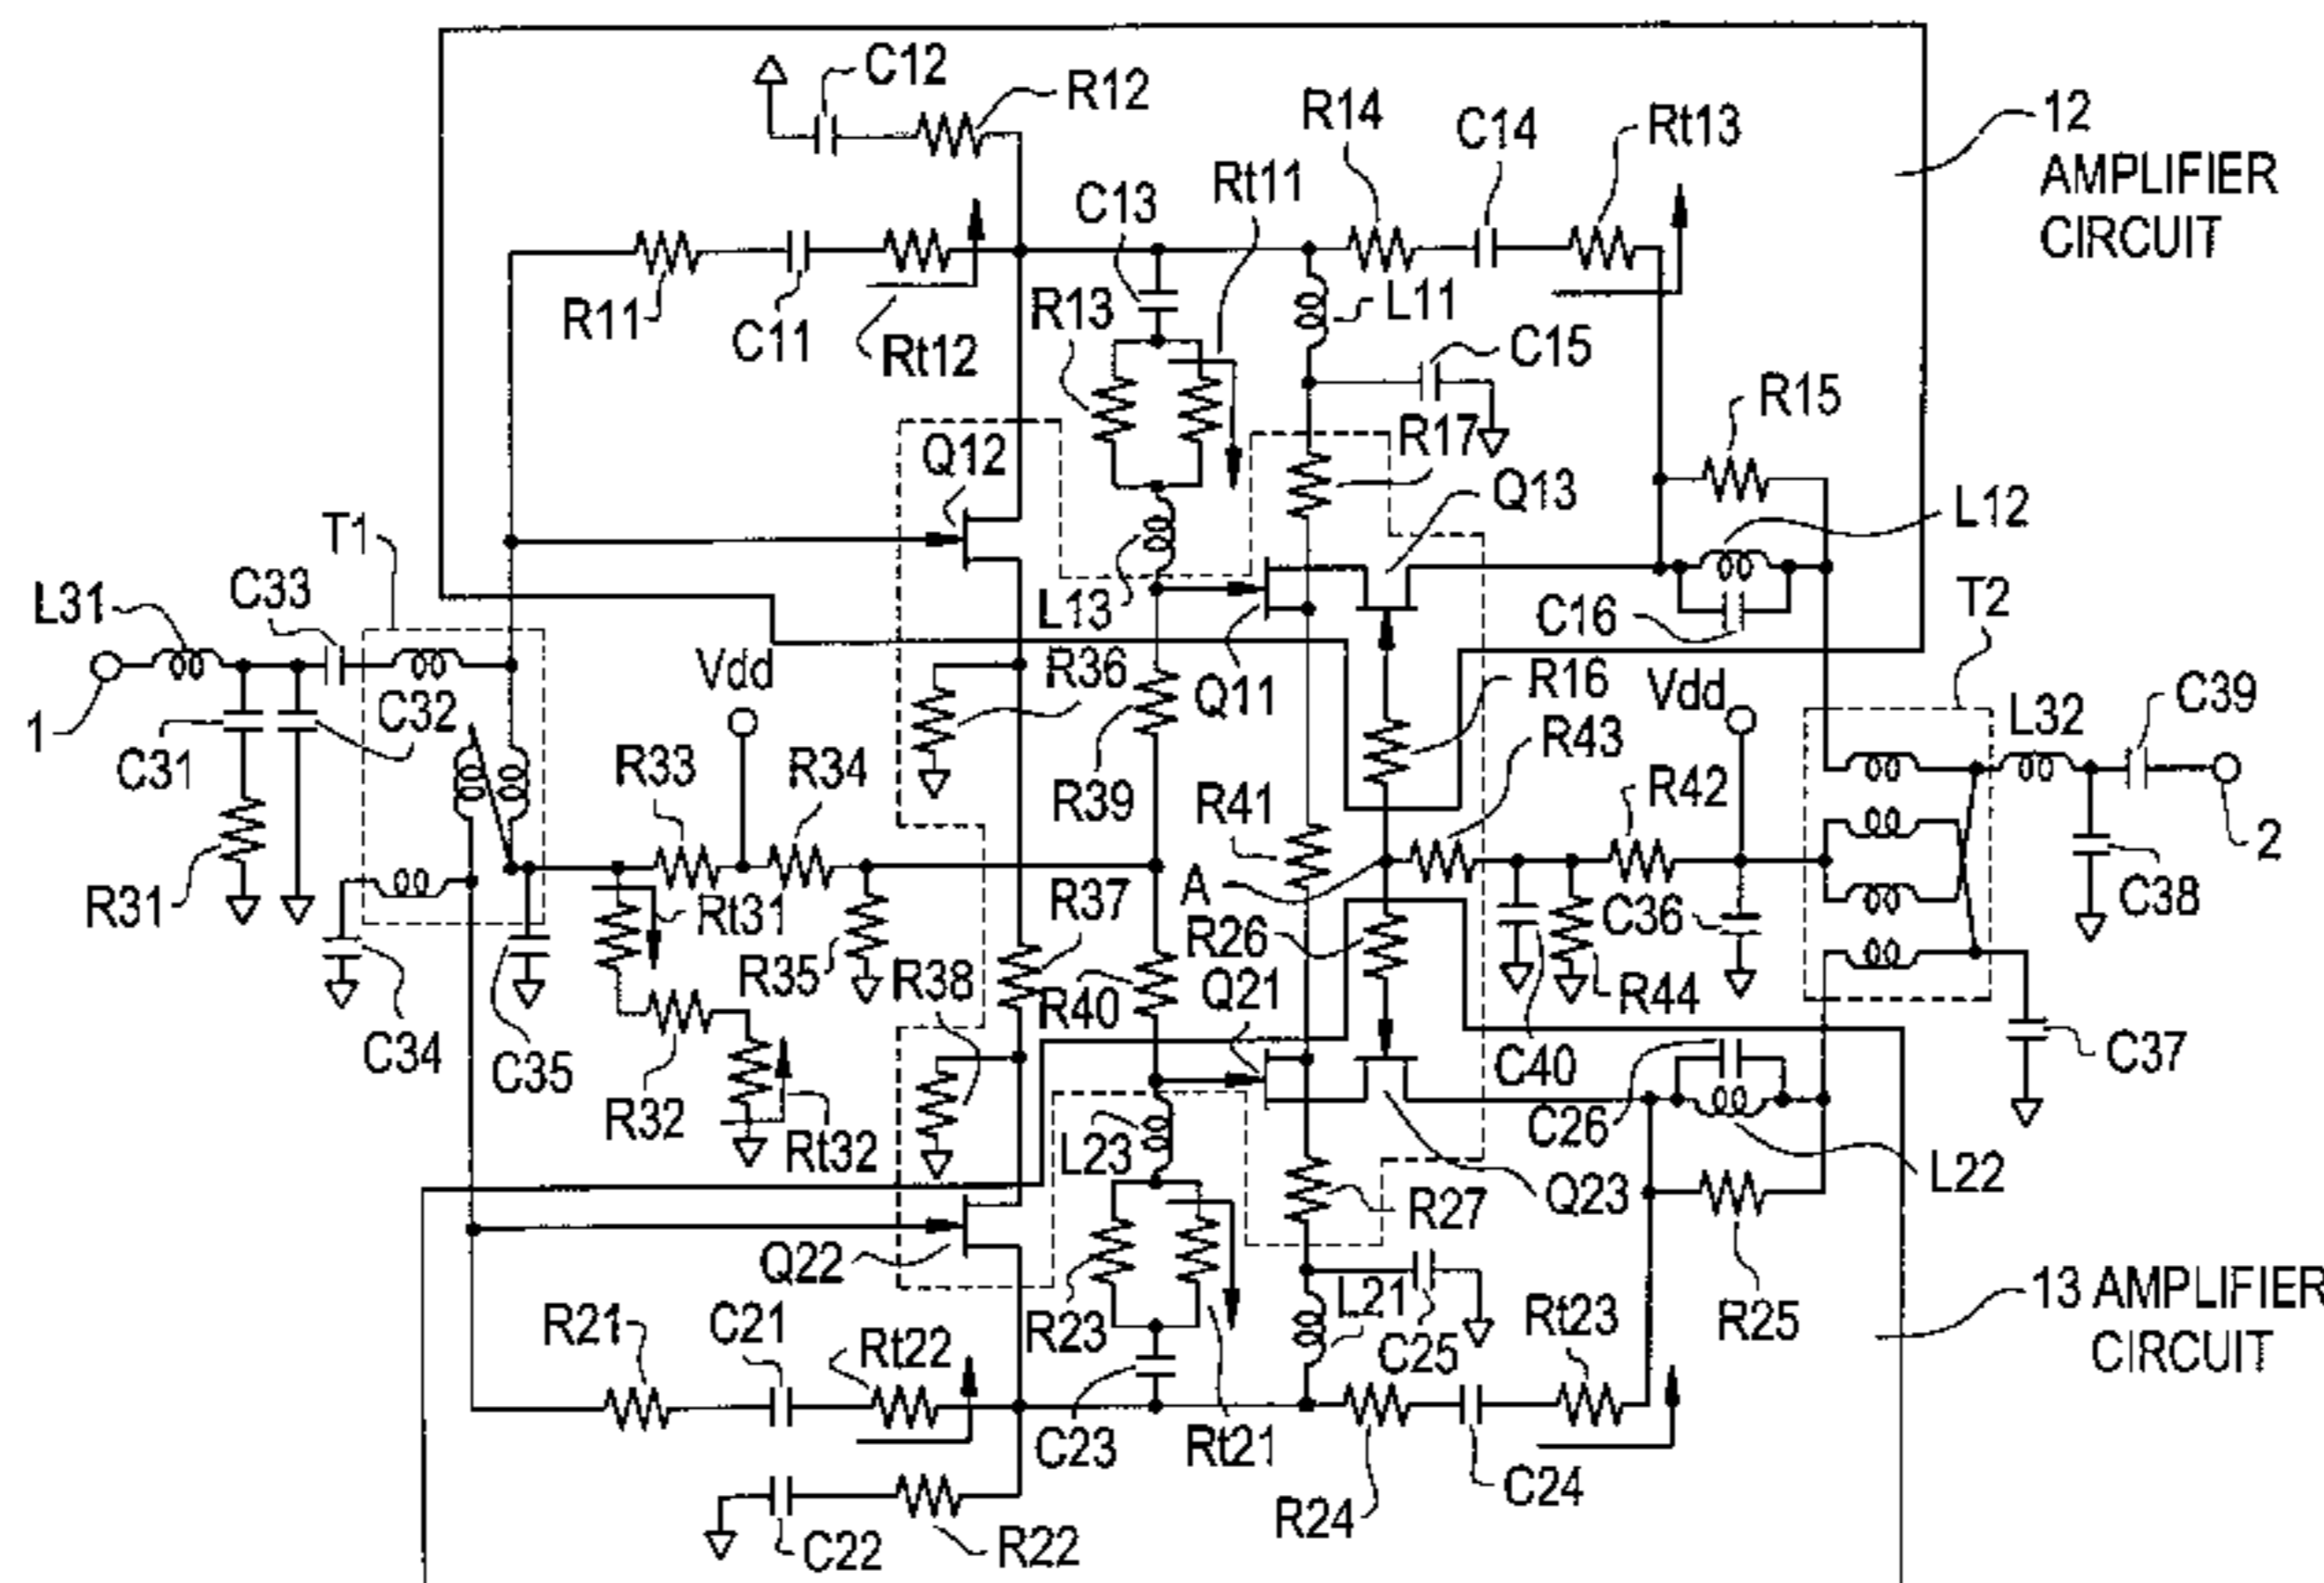 C12
R12
R14
C14
Rt13
12
AMPLIFIER
CIRCUIT
C13
Rt11
R11
C11
Rt12
R13
L11
C15
R15
R17
Q12
Q13
L12
T1
C33
L31
L13
C16
T2
Vdd
R36
Q11
R16
Vdd
C39
L32
1
C31
C32
R33
R34
R39
R43
R42
R41
2
R31
Rt31
R35
R38
R37
A
R26
C36
C38
R44
Q21
R40
C34
C35
R32
Rt32
C40
C26
C37
L23
Q23
L22
R27
Q22
R21
C21
Rt22
R23
L21
C25
Rt23
R25
13 AMPLIFIER
CIRCUIT
C23
Rt21
R24
C24
C22
R22